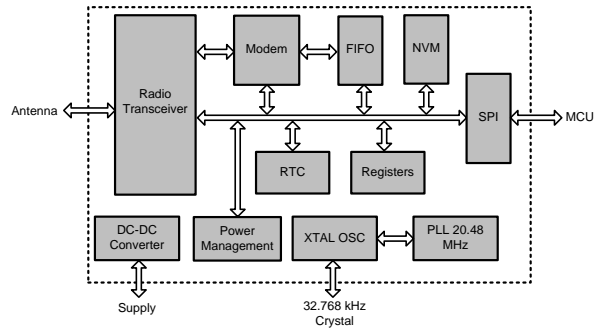 Modem
FIFO
NVM
Radio
Transceiver
Antenna
SPI
MCU
RTC
Registers
DC-DC
Converter
Power
Management
XTAL OSC
PLL 20.48
MHz
Supply
32.768 kHz
Crystal